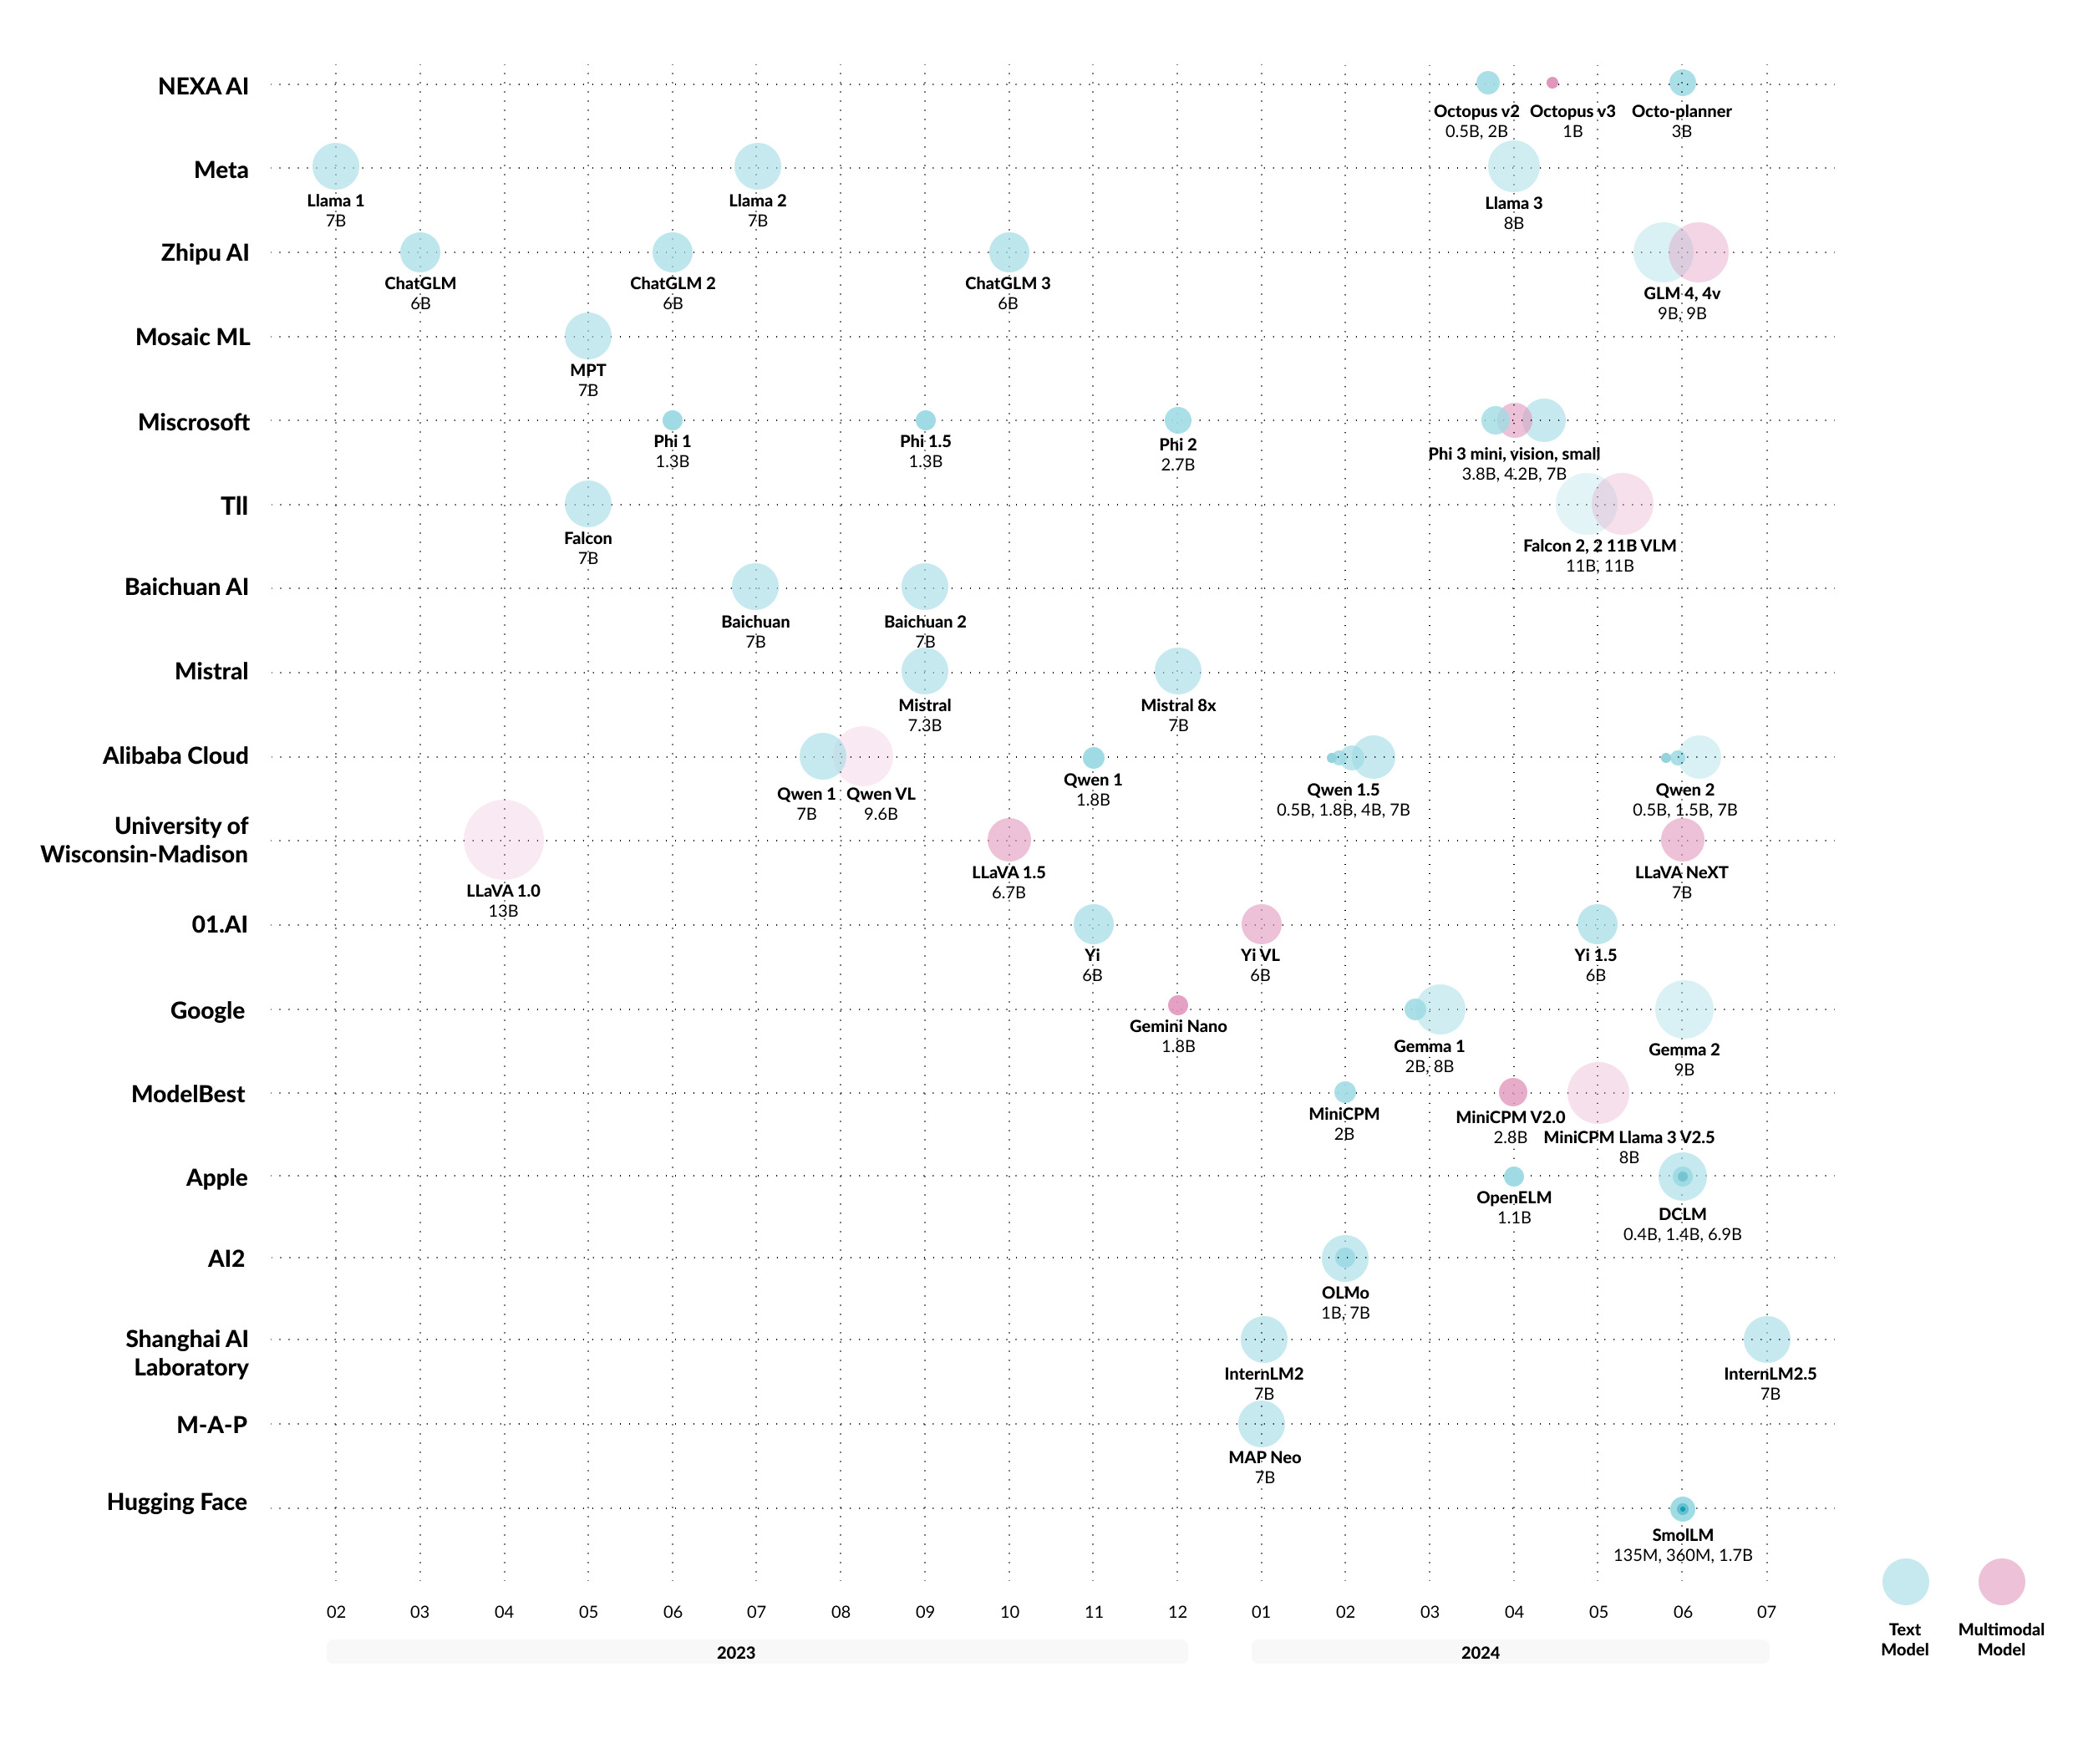 NEXA AI
Octopus v2 Octopus v3 Octo-planner
0.5B, 2B 1B 3B
Meta
Llama 1 Llama 2 Llama 3
7B 7B 8B
Zhipu AI
ChatGLM ChatGLM 2 ChatGLM 3 GLM 4, 4v
6B 6B 6B 9B, 9B
Mosaic ML
MPT
7B
Miscrosoft
Phi 1 Phi 1.5 Phi 2 Phi 3 mini, vision, small
1.3B 1.3B 2.7B 3.8B, 4.2B, 7B
TII
Falcon Falcon 2, 2 11B VLM
7B 11B, 11B
Baichuan AI
Baichuan Baichuan 2
7B 7B
Mistral
Mistral Mistral 8x
7.3B 7B
Alibaba Cloud
Qwen 1 Qwen VL Qwen 1 Qwen 1.5 Qwen 2
7B 9.6B 1.8B 0.5B, 1.8B, 4B, 7B 0.5B, 1.5B, 7B
University of
Wisconsin-Madison
LLaVA 1.0 LLaVA 1.5 LLaVA NeXT
13B 6.7B 7B
01.AI
Yi Yi VL Yi 1.5
6B 6B 6B
Google
Gemini Nano Gemma 1 Gemma 2
1.8B 2B, 8B 9B
ModelBest
MiniCPM MiniCPM V2.0 MiniCPM Llama 3 V2.5
2B 2.8B 8B
Apple
OpenELM DCLM
1.1B 0.4B, 1.4B, 6.9B
AI2
OLMo
1B, 7B
Shanghai AI
Laboratory
InternLM2 InternLM2.5
7B 7B
M-A-P
MAP Neo
7B
Hugging Face
SmolLM
135M, 360M, 1.7B
02 03 04 05 06 07 08 09 10 11 12 01 02 03 04 05 06 07
2023 2024
Text
Model
Multimodal
Model